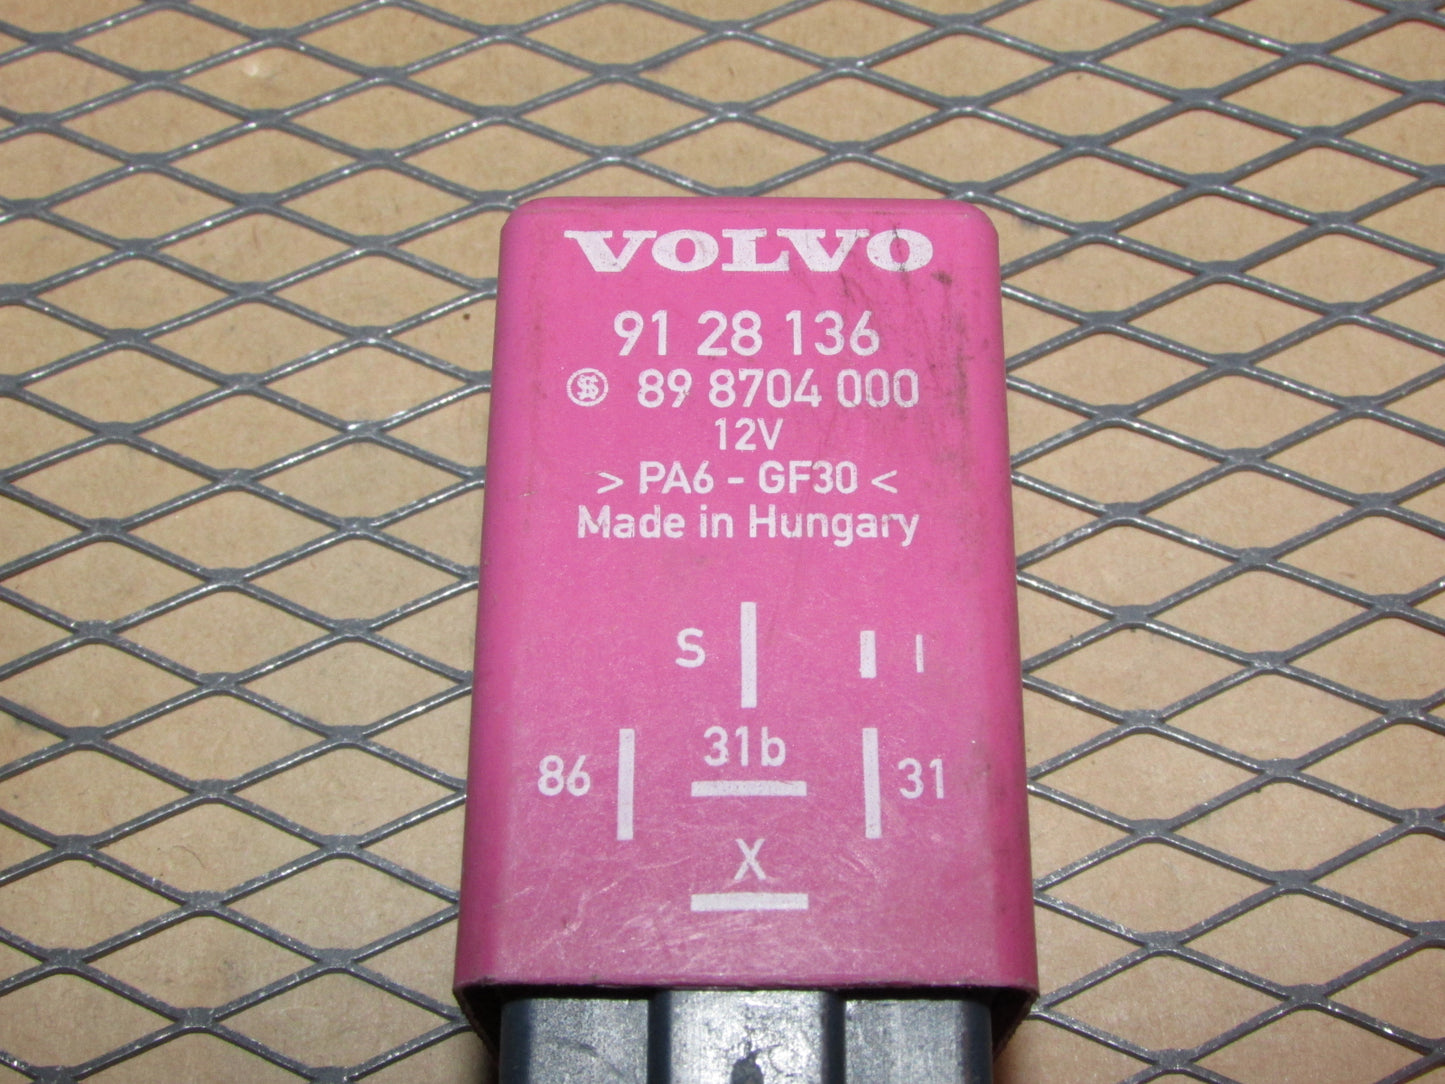 VOLVO
91 28 136
89 8704 000
12V
> PA6 - GF30 <
Made in Hungary
S
31b
86
31
X